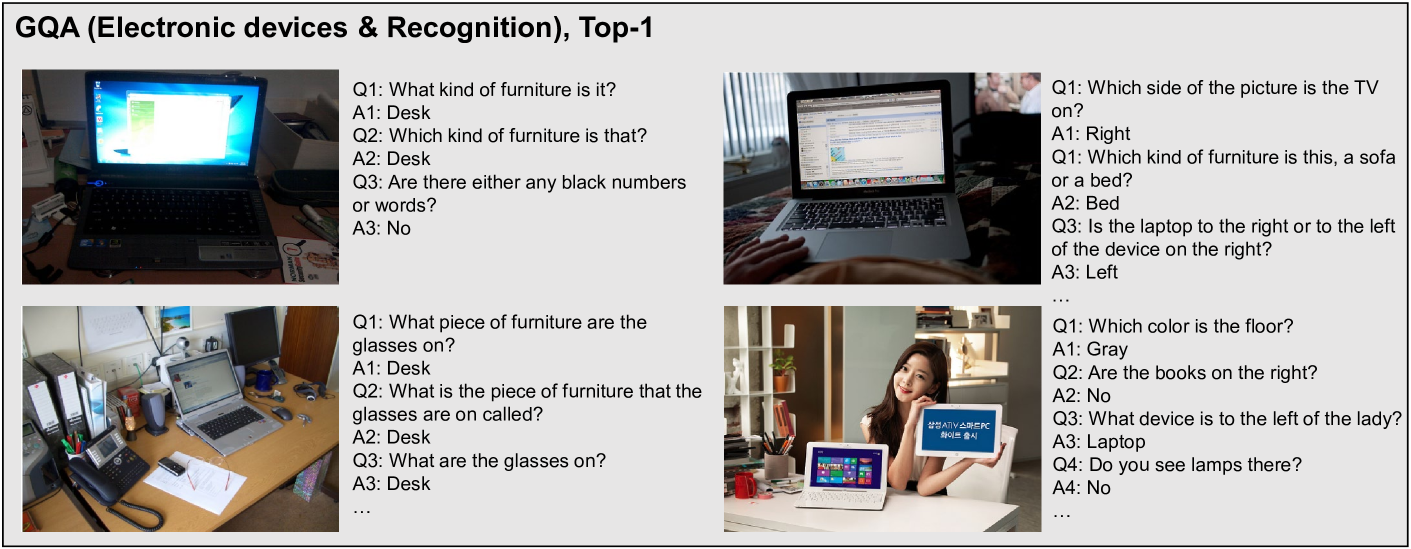 GQA (Electronic devices & Recognition), Top-1
Q1: What kind of furniture is it?
A1: Desk
Q2: Which kind of furniture is that?
A2: Desk
Q3: Are there either any black numbers
or words?
A3: No
Q1: Which side of the picture is the TV
on?
A1: Right
Q1: Which kind of furniture is this, a sofa
or a bed?
A2: Bed
Q3: Is the laptop to the right or to the left
of the device on the right?
A3: Left
…
Q1: What piece of furniture are the
glasses on?
A1: Desk
Q2: What is the piece of furniture that the
glasses are on called?
A2: Desk
Q3: What are the glasses on?
A3: Desk
…
삼성 ATIV 스마트PC
화이트 출시
Q1: Which color is the floor?
A1: Gray
Q2: Are the books on the right?
A2: No
Q3: What device is to the left of the lady?
A3: Laptop
Q4: Do you see lamps there?
A4: No
…